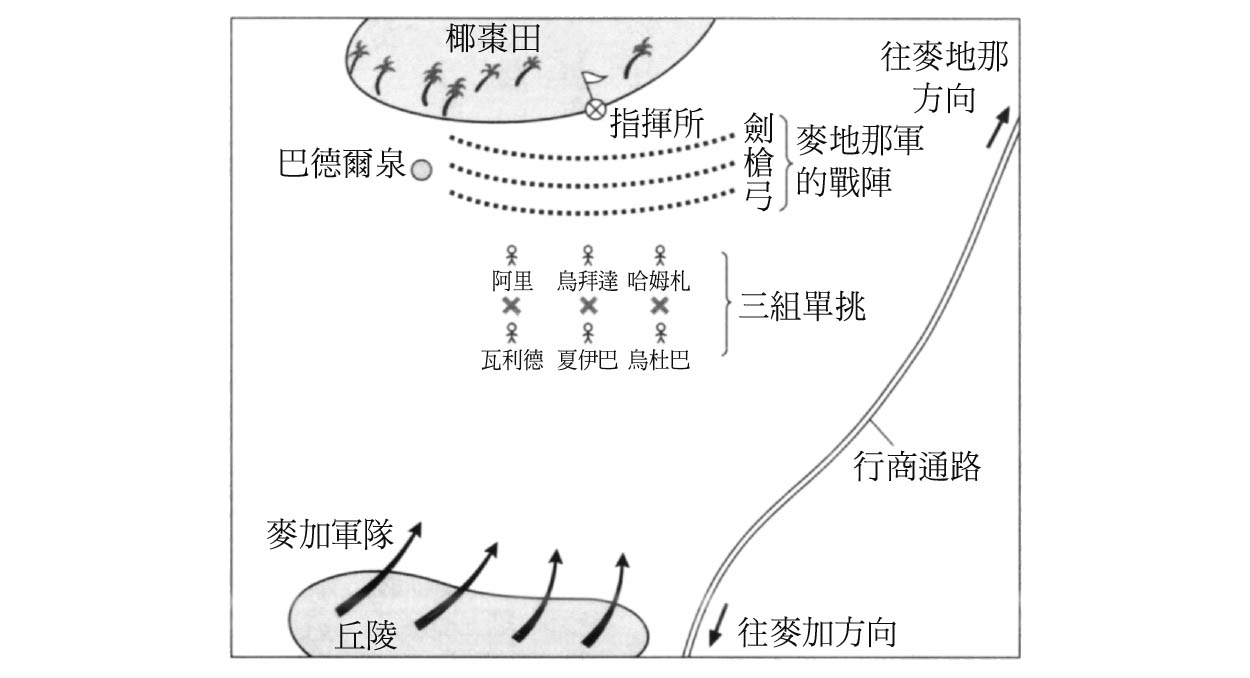 椰棗田
往麥地那
方向
指揮所
劍
槍
弓
麥地那軍
的戰陣
巴德爾泉
阿里
烏拜達
哈姆札
三組單挑
瓦利德
夏伊巴
烏杜巴
行商通路
麥加軍隊
丘陵
往麥加方向